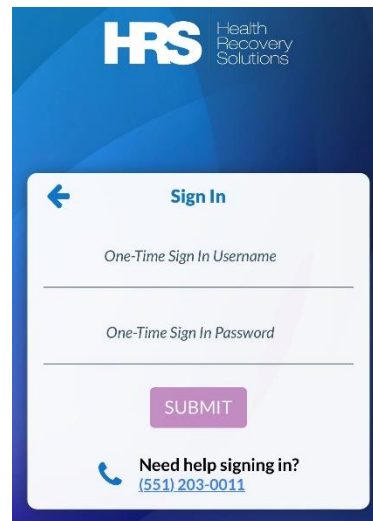 HRS
Health
Recovery
Solutions
Sign In
One-Time Sign In Username
One-Time Sign In Password
SUBMIT
Need help signing in?
(551) 203-0011